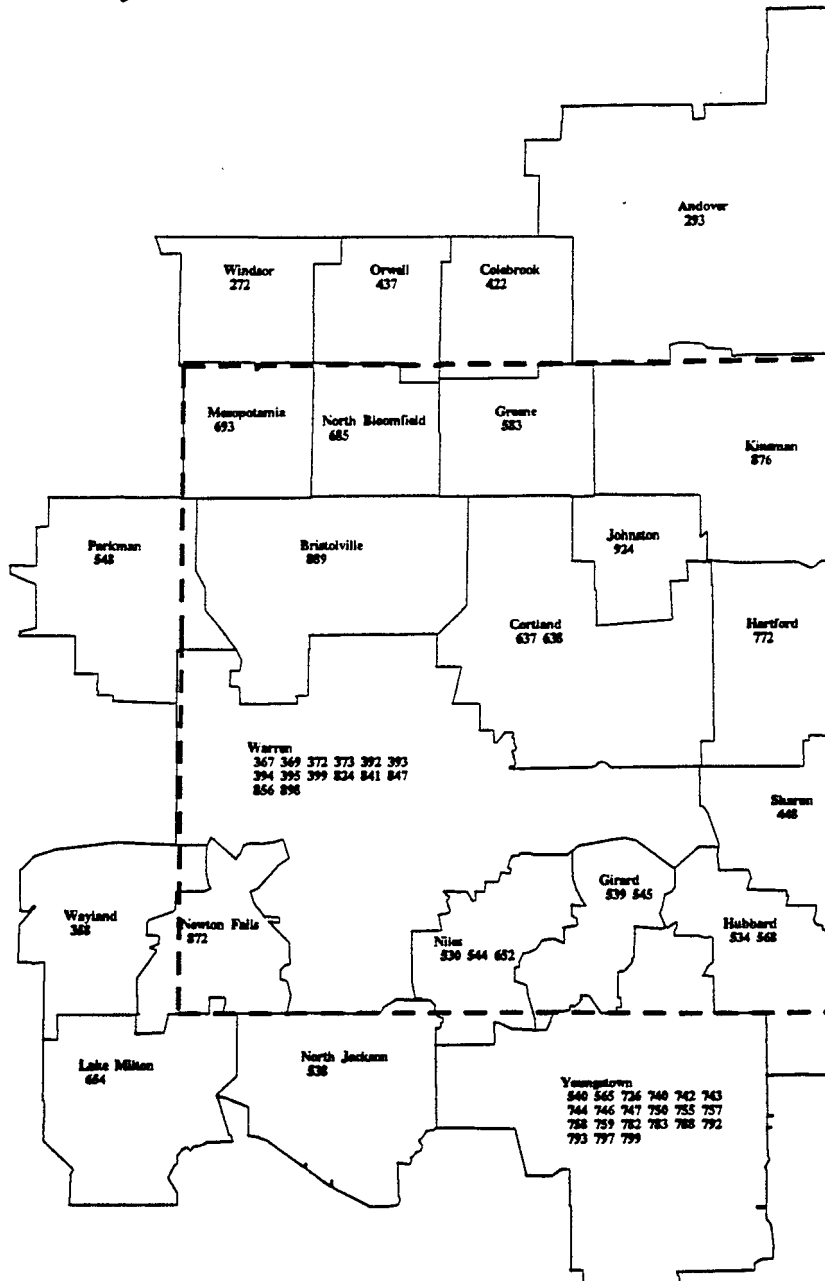 Andover
293
Windsor
272
Orwell
437
Colebrook
422
Mesopotamia
693
North Bloomfield
685
Greene
583
Kinsman
876
Parkman
548
Bristolville
889
Johnston
924
Cortland
637 638
Hartford
772
Warren
367 369 372 373 392 393
394 395 399 824 841 847
856 898
Sharon
448
Wayland
358
Newton Falls
872
Niles
530 544 652
Girard
539 545
Hubbard
534 568
Lake Milton
654
North Jackson
538
Youngstown
540 565 726 740 742 743
744 746 747 750 755 757
758 759 782 783 788 792
793 797 799